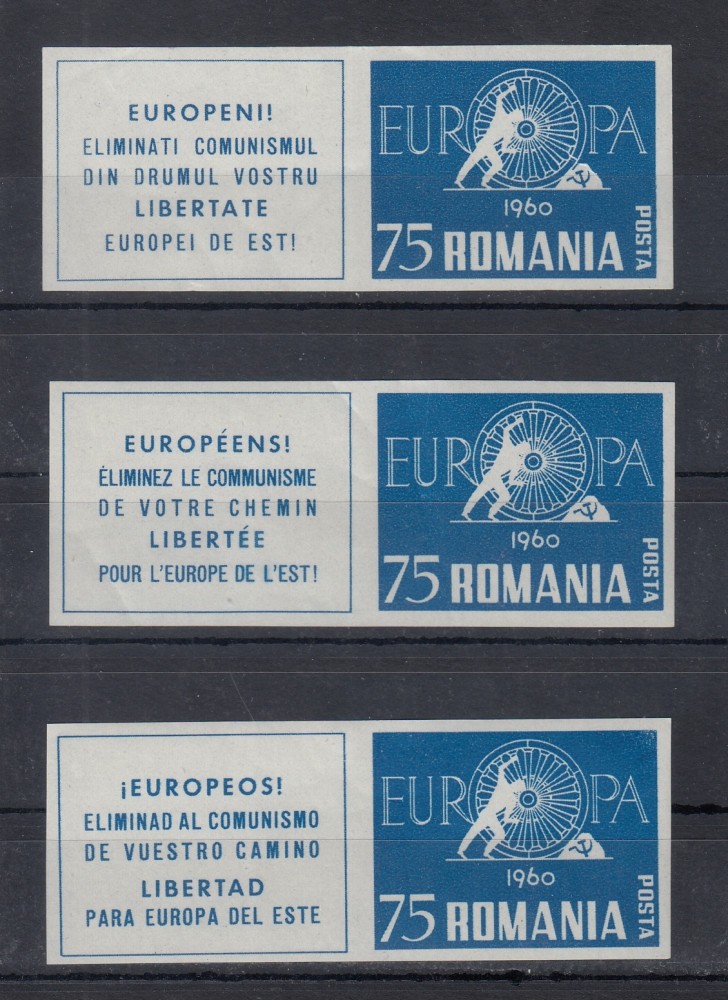 EUROPENI!
ELIMINATI COMUNISMUL
DIN DRUMUL VOSTRU
LIBERTATE
EUROPEI DE EST!
EUROPA
1960
75 ROMANIA
POSTA
EUROPÉENS!
ÉLIMINEZ LE COMMUNISME
DE VOTRE CHEMIN
LIBERTÉE
POUR L'EUROPE DE L'EST!
EUROPA
1960
75 ROMANIA
POSTA
¡EUROPEOS!
ELIMINAD AL COMUNISMO
DE VUESTRO CAMINO
LIBERTAD
PARA EUROPA DEL ESTE
EUROPA
1960
75 ROMANIA
POSTA